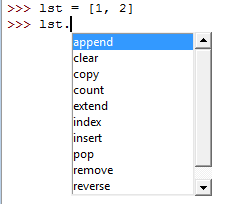 >>> lst = [1, 2]
>>> lst.
append
clear
copy
count
extend
index
insert
pop
remove
reverse